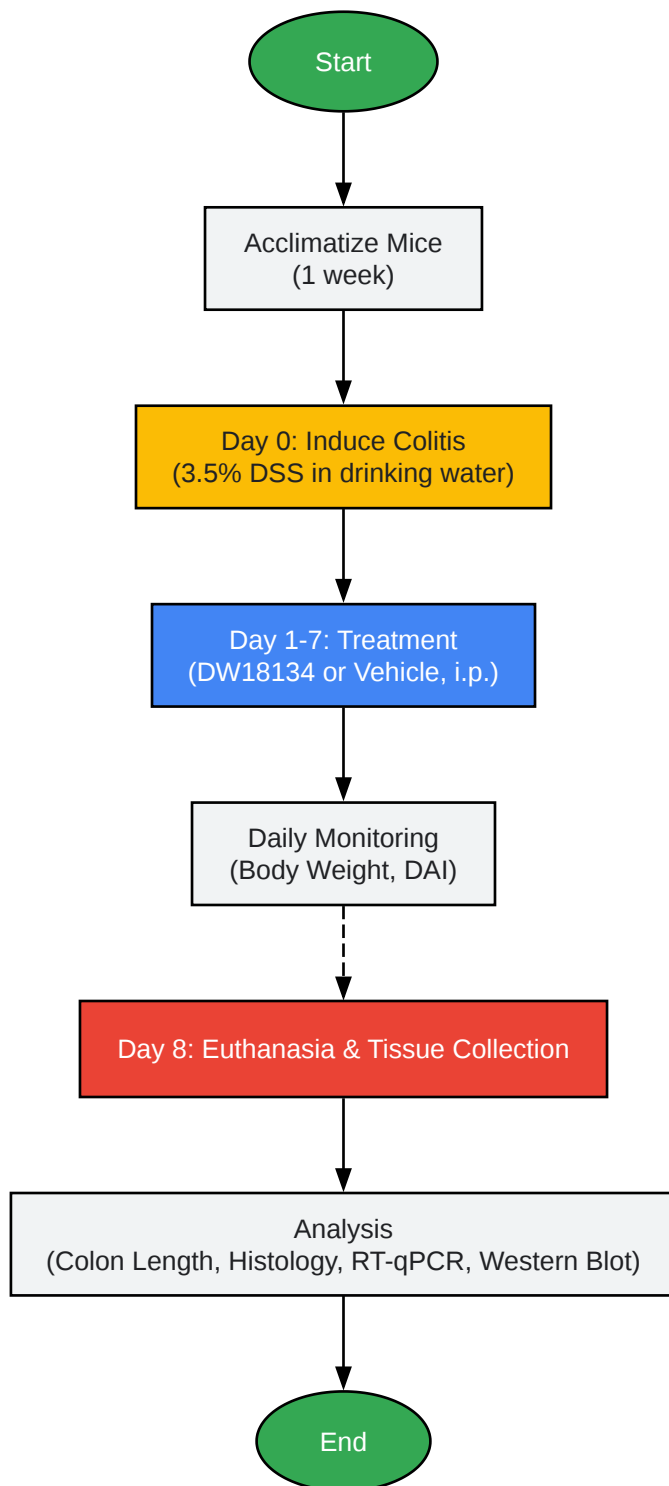 Start
Acclimatize Mice
(1 week)
Day 0: Induce Colitis
(3.5% DSS in drinking water)
Day 1-7: Treatment
(DW18134 or Vehicle, i.p.)
Daily Monitoring
(Body Weight, DAI)
Day 8: Euthanasia & Tissue Collection
Analysis
(Colon Length, Histology, RT-qPCR, Western Blot)
End